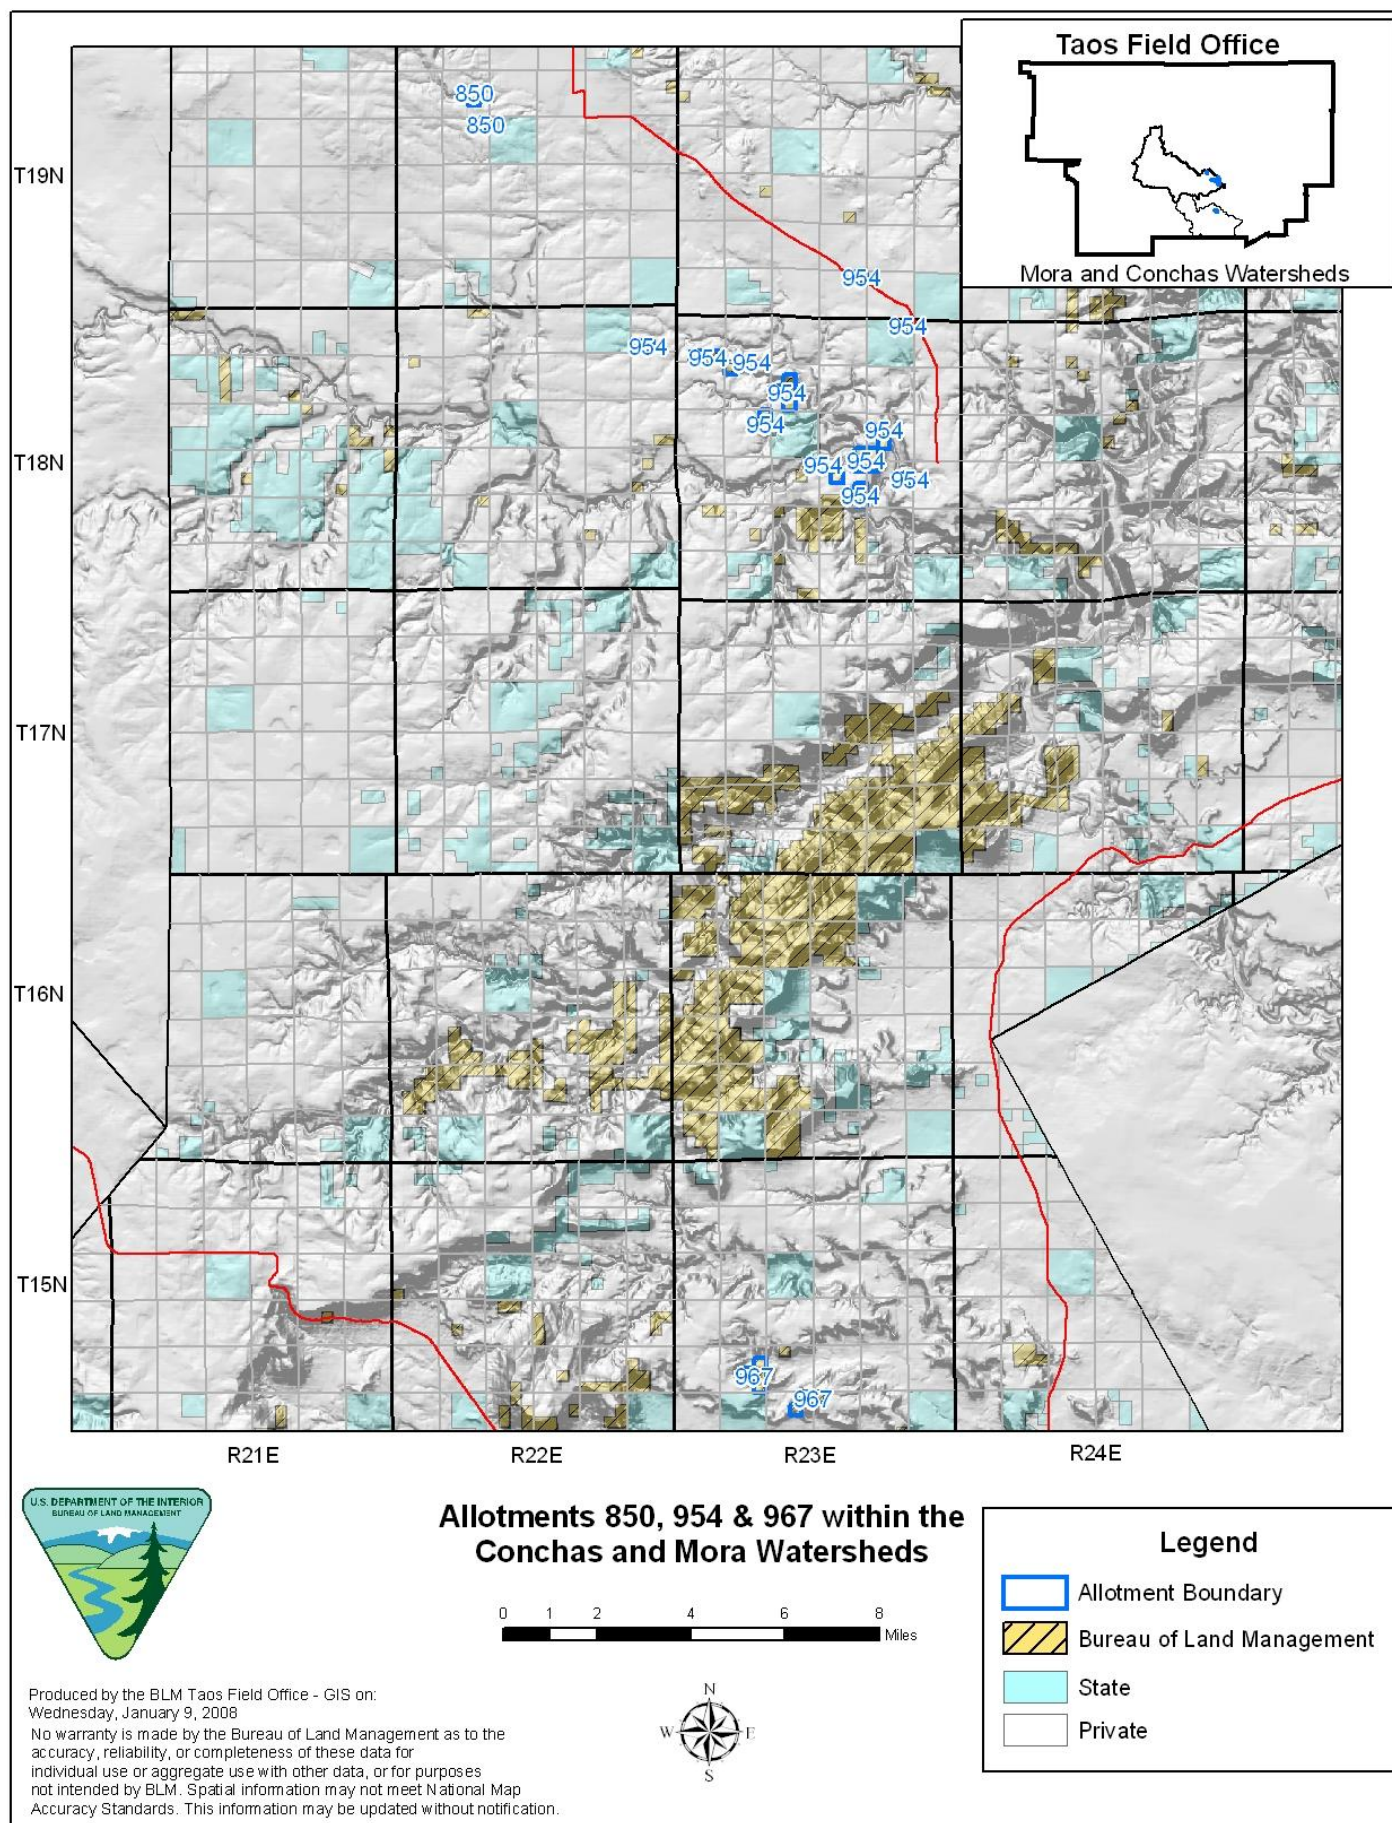 Taos Field Office
Mora and Conchas Watersheds
850
850
T19N
954
954
954
954
954
954
954
954
T18N
954
954
954
954
T17N
T16N
T15N
967
967
R21E
R22E
R23E
R24E
U.S. DEPARTMENT OF THE INTERIOR
BUREAU OF LAND MANAGEMENT
Allotments 850, 954 & 967 within the
Conchas and Mora Watersheds
0 1 2 4 6 8
Miles
N
W E
S
Legend
Allotment Boundary
Bureau of Land Management
State
Private
Produced by the BLM Taos Field Office - GIS on:
Wednesday, January 9, 2008
No warranty is made by the Bureau of Land Management as to the
accuracy, reliability, or completeness of these data for
individual use or aggregate use with other data, or for purposes
not intended by BLM. Spatial information may not meet National Map
Accuracy Standards. This information may be updated without notification.